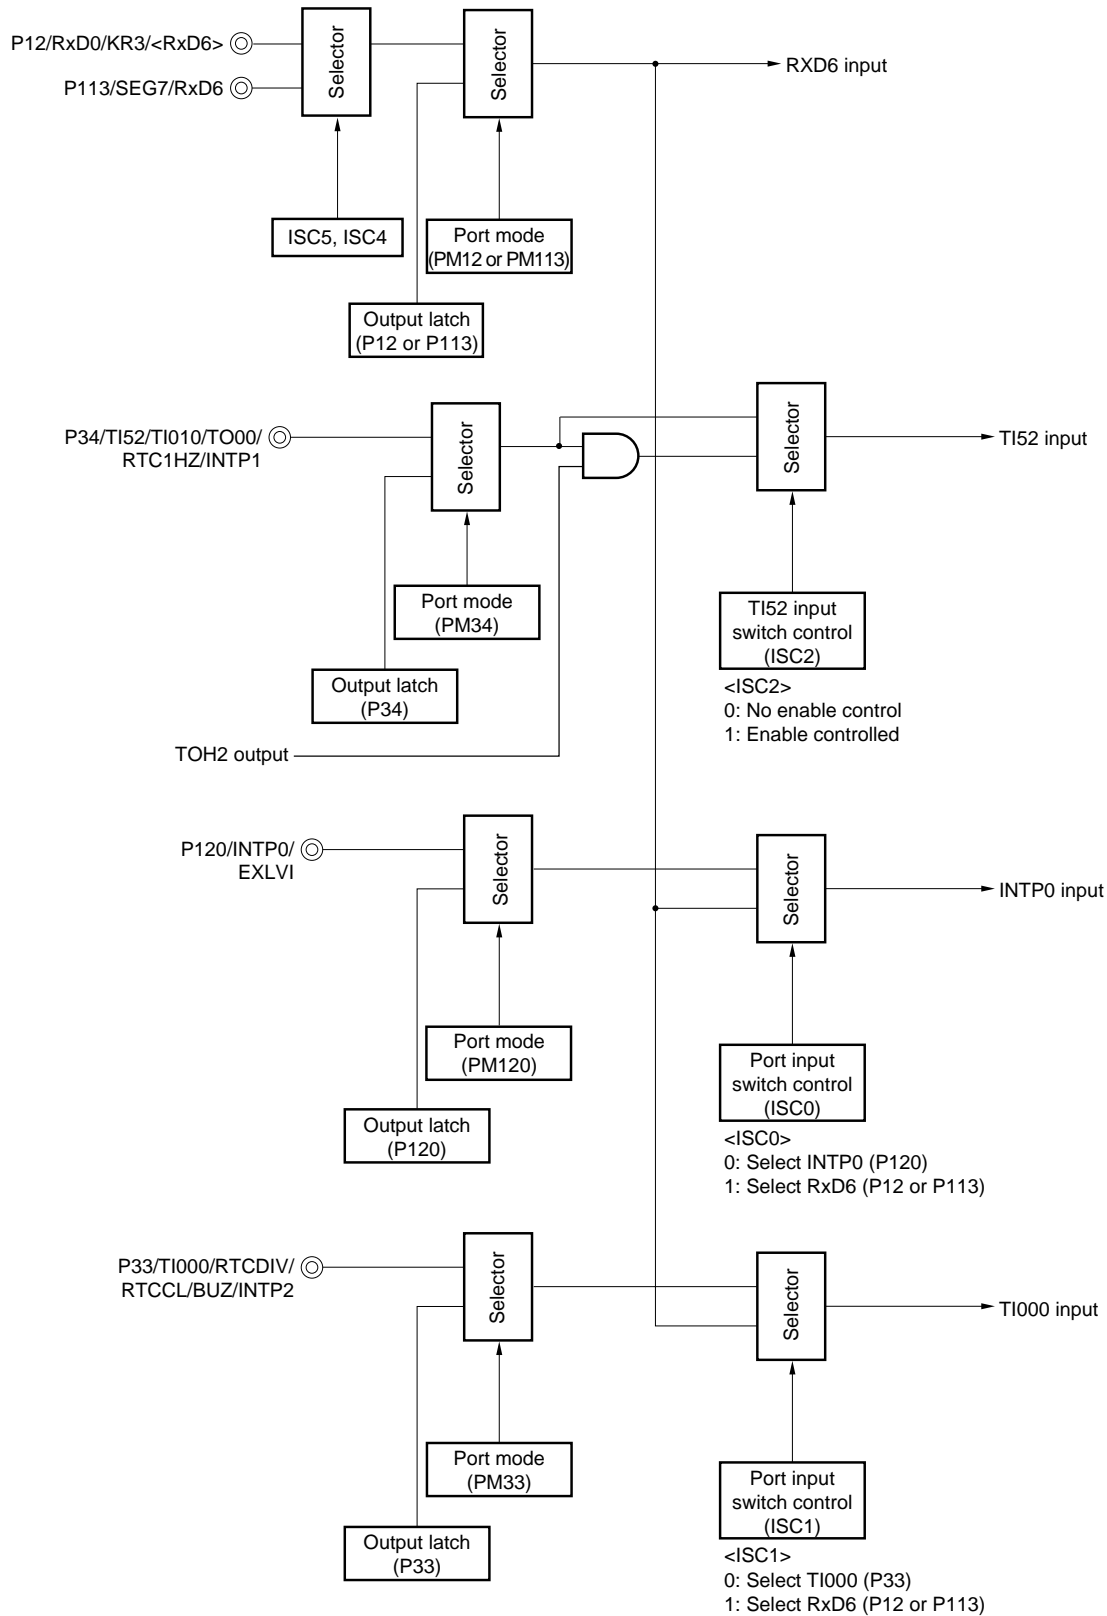 P12/RxD0/KR3/<RxD6>
P113/SEG7/RxD6
Selector
Selector
RXD6 input
ISC5, ISC4
Port mode
(PM12 or PM113)
Output latch
(P12 or P113)
P34/TI52/TI010/TO00/
RTC1HZ/INTP1
Selector
Selector
TI52 input
Port mode
(PM34)
Output latch
(P34)
TI52 input
switch control
(ISC2)
<ISC2>
0: No enable control
1: Enable controlled
TOH2 output
P120/INTP0/
EXLVI
Selector
Selector
INTP0 input
Port mode
(PM120)
Output latch
(P120)
Port input
switch control
(ISC0)
<ISC0>
0: Select INTP0 (P120)
1: Select RxD6 (P12 or P113)
P33/TI000/RTCDIV/
RTCCL/BUZ/INTP2
Selector
Selector
TI000 input
Port mode
(PM33)
Output latch
(P33)
Port input
switch control
(ISC1)
<ISC1>
0: Select TI000 (P33)
1: Select RxD6 (P12 or P113)